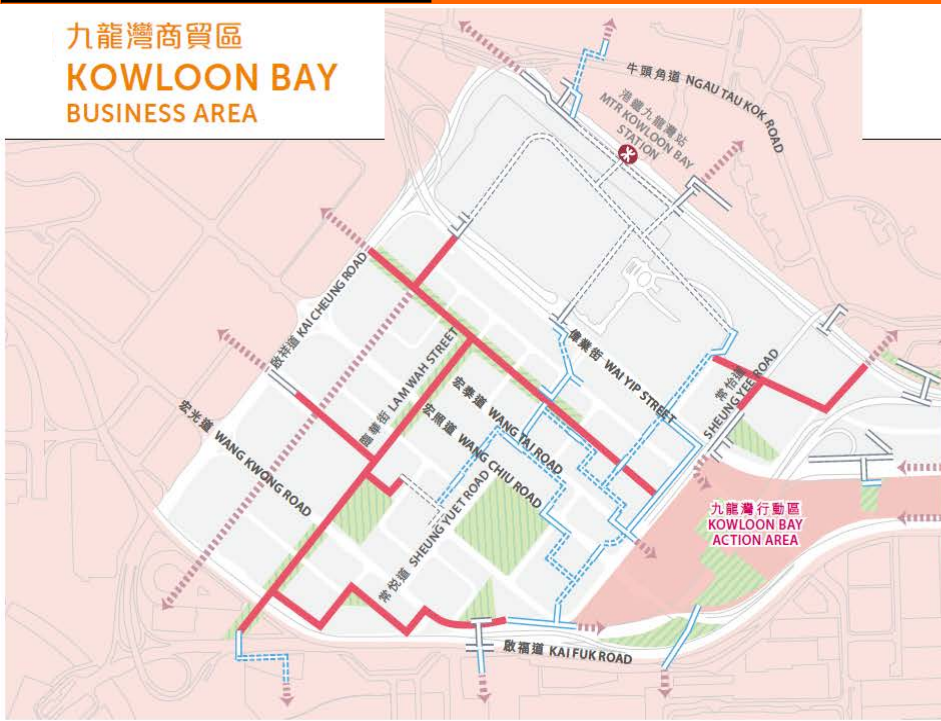 九龍灣商貿區
KOWLOON BAY
BUSINESS AREA
牛頭角道 NGAU TAU KOK ROAD
港鐵九龍灣站
MTR KOWLOON BAY
STATION
啟祥道 KAI CHEUNG ROAD
臨華街 LAM WAH STREET
偉業街 WAI YIP STREET
常怡道
SHEUNG YEE ROAD
宏泰道 WANG TAI ROAD
宏照道 WANG CHIU ROAD
宏光道 WANG KWONG ROAD
常悅道 SHEUNG YUET ROAD
九龍灣行動區
KOWLOON BAY
ACTION AREA
啟福道 KAI FUK ROAD